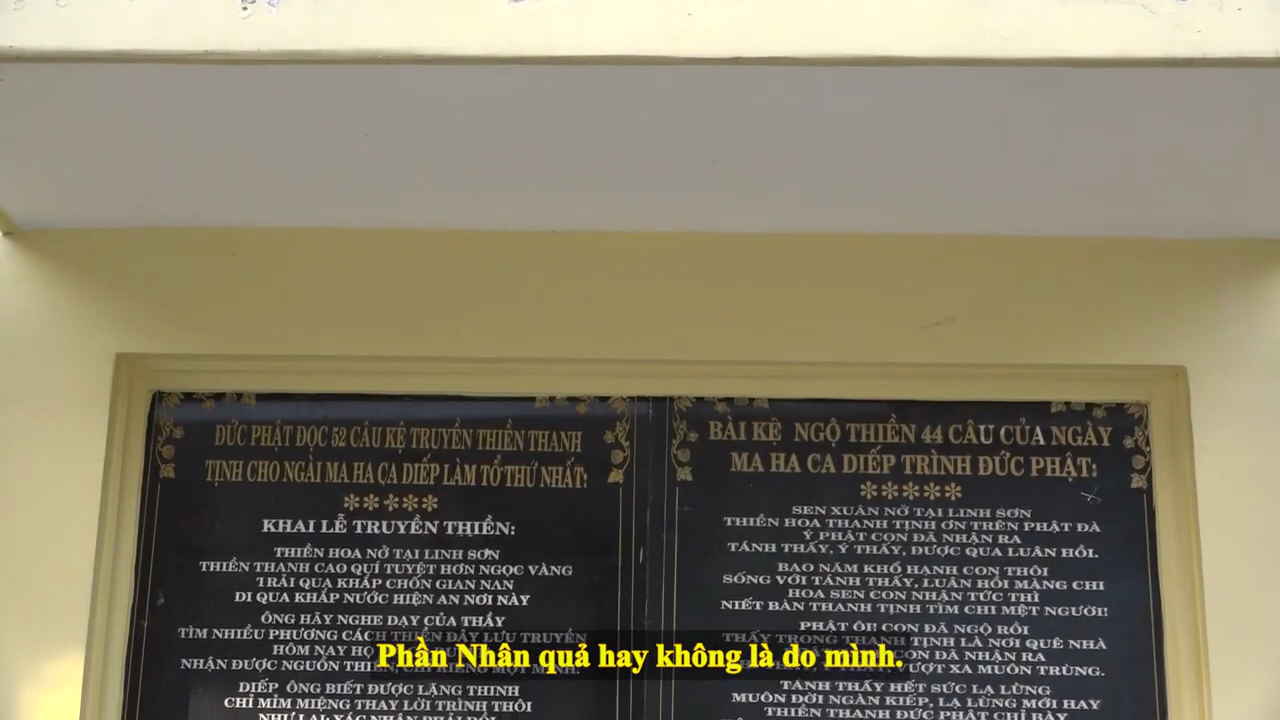 ĐỨC PHẬT ĐỌC 52 CÂU KỆ TRUYỀN THIỀN THANH
TỊNH CHO NGÀI MA HA CA DIẾP LÀM TỔ THỨ NHẤT:
*****
KHAI LỄ TRUYỀN THIỀN:
THIỀN HOA NỞ TẠI LINH SƠN
THIỀN THANH CAO QUÍ TUYỆT HƠN NGỌC VÀNG
TRẢI QUA KHẮP CHỐN GIAN NAN
DI QUA KHẮP NƯỚC HIỆN AN NƠI NÀY
ÔNG HÃY NGHE DẠY CỦA THẦY
TÌM NHIỀU PHƯƠNG CÁCH THIỀN DÂY LƯU TRUYỀN
HÔM NAY HỌ
NHẬN ĐƯỢC NGUỒN THIỀN, CHỈ RIÊNG MỘT MÌNH.
DIẾP ÔNG BIẾT ĐƯỢC LẶNG THINH
CHỈ MỈM MIỆNG THAY LỜI TRÌNH THÔI
NHƯ LAI XÁC NHẬN PHẢI RỒI
BÀI KỆ NGỘ THIỀN 44 CÂU CỦA NGÀY
MA HA CA DIẾP TRÌNH ĐỨC PHẬT:
*****
SEN XUÂN NỞ TẠI LINH SƠN
THIỀN HOA THANH TỊNH ƠN TRÊN PHẬT ĐÀ
Ý PHẬT CON ĐÃ NHẬN RA
TÁNH THẤY, Ý THẤY, ĐƯỢC QUA LUÂN HỒI.
BAO NĂM KHỔ HẠNH CON THÔI
SỐNG VỚI TÁNH THẤY, LUÂN HỒI MÀNG CHI
HOA SEN CON NHẬN TỨC THÌ
NIẾT BÀN THANH TỊNH TÌM CHI MỆT NGƯỜI!
PHẬT ÔI! CON ĐÃ NGỘ RỒI
THẤY TRONG THANH TỊNH LÀ NƠI QUÊ NHÀ
CON ĐÃ NHẬN RA
VƯỢT XA MUÔN TRÙNG.
TÁNH THẤY HẾT SỨC LẠ LÙNG
MUÔN ĐỜI NGÀN KIẾP, LẠ LÙNG MỚI HAY
THIỀN THANH ĐỨC PHẬT CHỈ BÀY
Phần Nhân quả hay không là do mình.